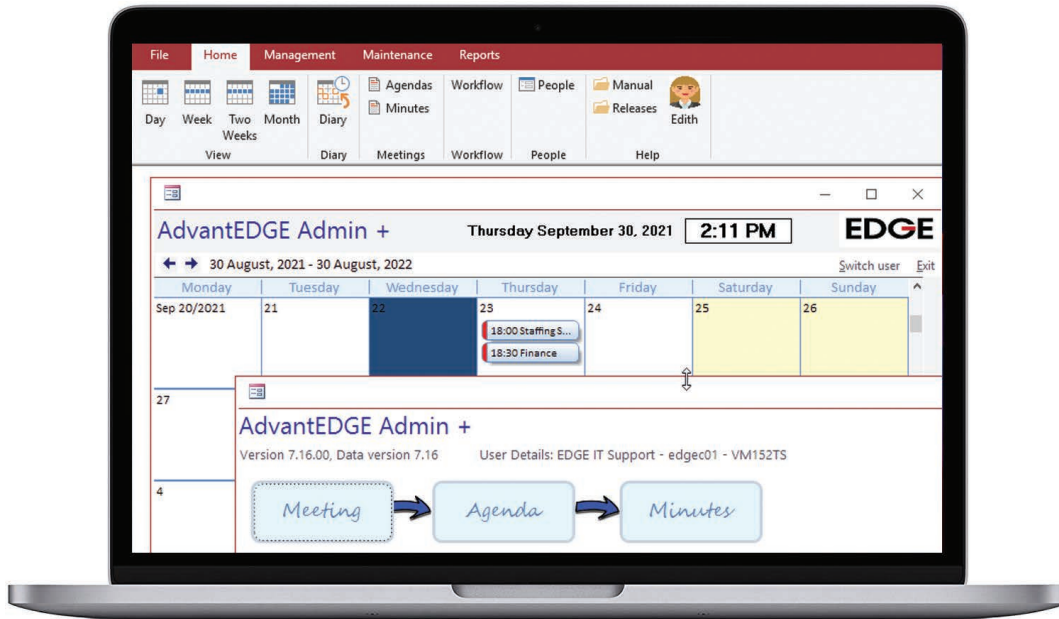 File Home Management Maintenance Reports
Day Week Two Weeks Month Diary Agendas Minutes Workflow People Manual Releases Edith
View Diary Meetings Workflow People Help
AdvantEDGE Admin + Thursday September 30, 2021 2:11 PM EDGE
30 August, 2021 - 30 August, 2022 Switch user Exit
Monday Tuesday Wednesday Thursday Friday Saturday Sunday
Sep 20/2021 21 22 23 24 25 26
18:00 Staffing S...
18:30 Finance
27
AdvantEDGE Admin +
Version 7.16.00, Data version 7.16 User Details: EDGE IT Support - edgec01 - VM152TS
4
Meeting Agenda Minutes